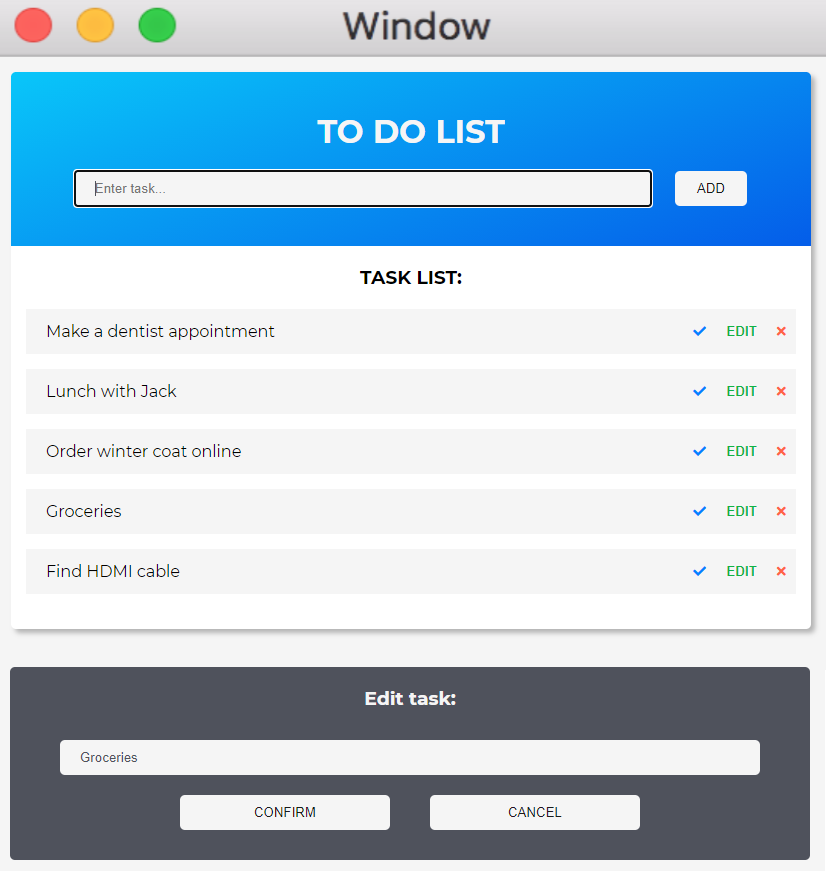 Window
TO DO LIST
Enter task...
ADD
TASK LIST:
Make a dentist appointment EDIT
Lunch with Jack EDIT
Order winter coat online EDIT
Groceries EDIT
Find HDMI cable EDIT
Edit task:
Groceries
CONFIRM CANCEL